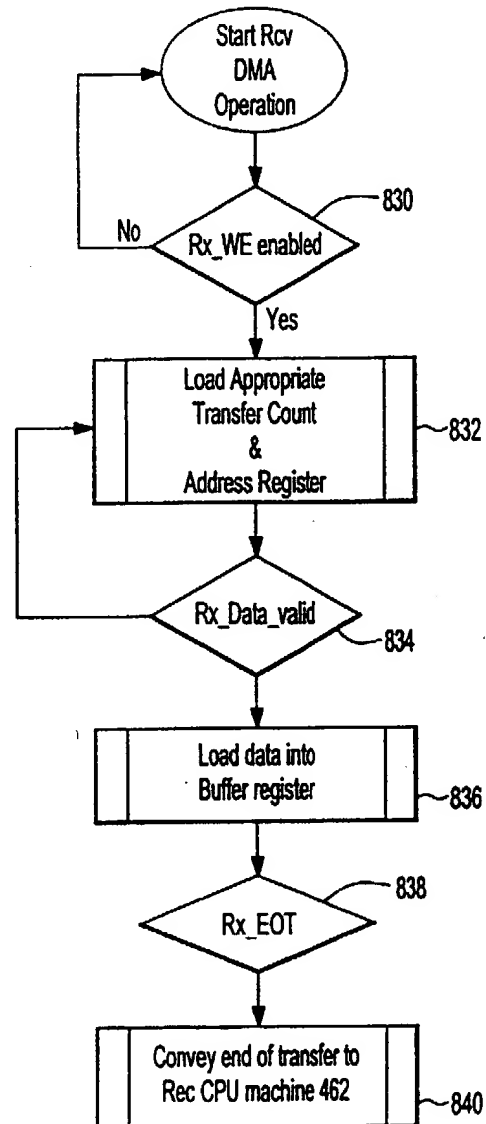 Start Rcv
DMA
Operation
830
No
Rx_WE enabled
Yes
Load Appropriate
Transfer Count
&
Address Register
832
Rx_Data_valid
834
Load data into
Buffer register
836
838
Rx_EOT
Convey end of transfer to
Rec CPU machine 462
840